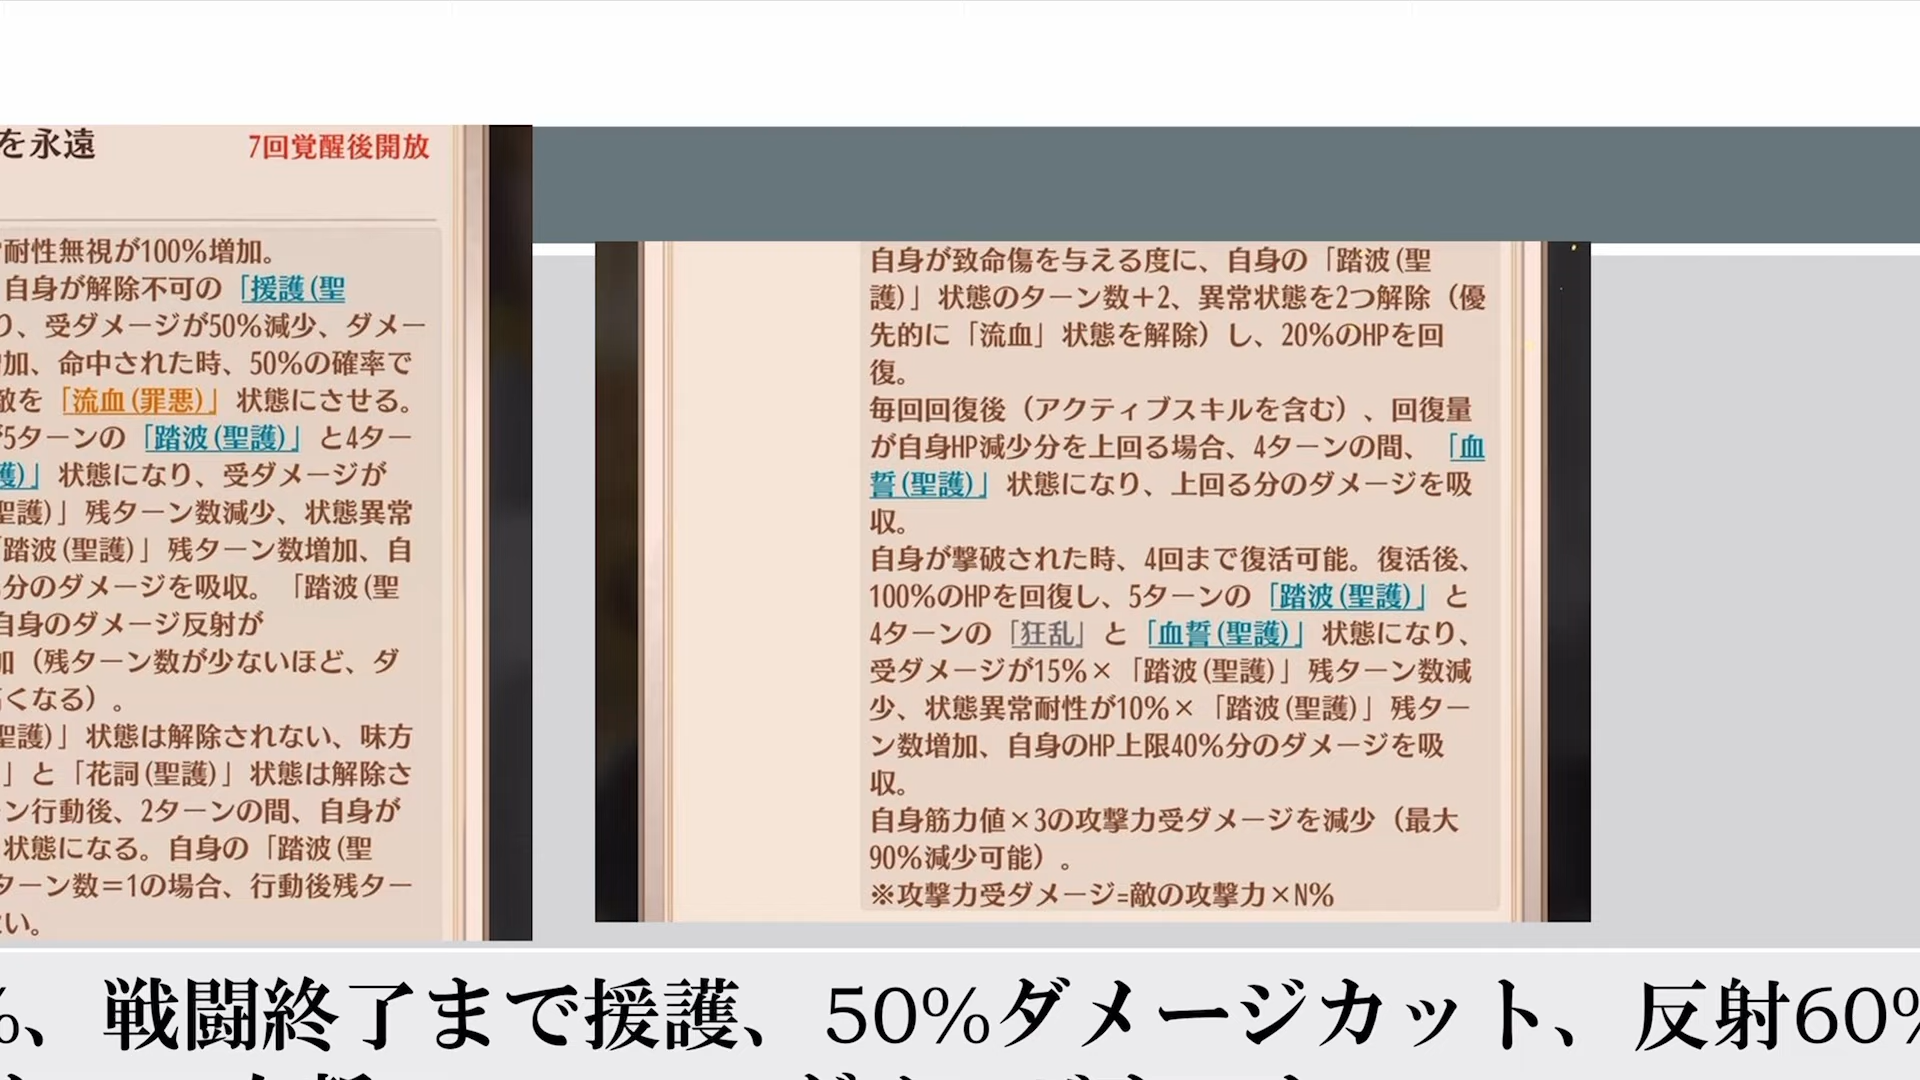 を永遠
7回覚醒後開放
耐性無視が100%増加。
自身が解除不可の「援護(聖
り、受ダメージが50%減少、ダメー
加、命中された時、50%の確率で
敵を「流血(罪悪)」状態にさせる。
5ターンの「踏波(聖護)」と4ター
護)」状態になり、受ダメージが
聖護)」残ターン数減少、状態異常
踏波(聖護)」残ターン数増加、自
分のダメージを吸収。「踏波(聖
自身のダメージ反射が
加（残ターン数が少ないほど、ダ
くなる）。
聖護)」状態は解除されない、味方
」と「花詞(聖護)」状態は解除さ
ン行動後、2ターンの間、自身が
状態になる。自身の「踏波(聖
ターン数＝1の場合、行動後残ター
い。
自身が致命傷を与える度に、自身の「踏波(聖
護)」状態のターン数＋2、異常状態を2つ解除（優
先的に「流血」状態を解除）し、20%のHPを回
復。
毎回回復後（アクティブスキルを含む）、回復量
が自身HP減少分を上回る場合、4ターンの間、「血
誓(聖護)」状態になり、上回る分のダメージを吸
収。
自身が撃破された時、4回まで復活可能。復活後、
100%のHPを回復し、5ターンの「踏波(聖護)」と
4ターンの「狂乱」と「血誓(聖護)」状態になり、
受ダメージが15%×「踏波(聖護)」残ターン数減
少、状態異常耐性が10%×「踏波(聖護)」残ター
ン数増加、自身のHP上限40%分のダメージを吸
収。
自身筋力値×3の攻撃力受ダメージを減少（最大
90%減少可能）。
※攻撃力受ダメージ=敵の攻撃力×N%
%、戦闘終了まで援護、50%ダメージカット、反射60%